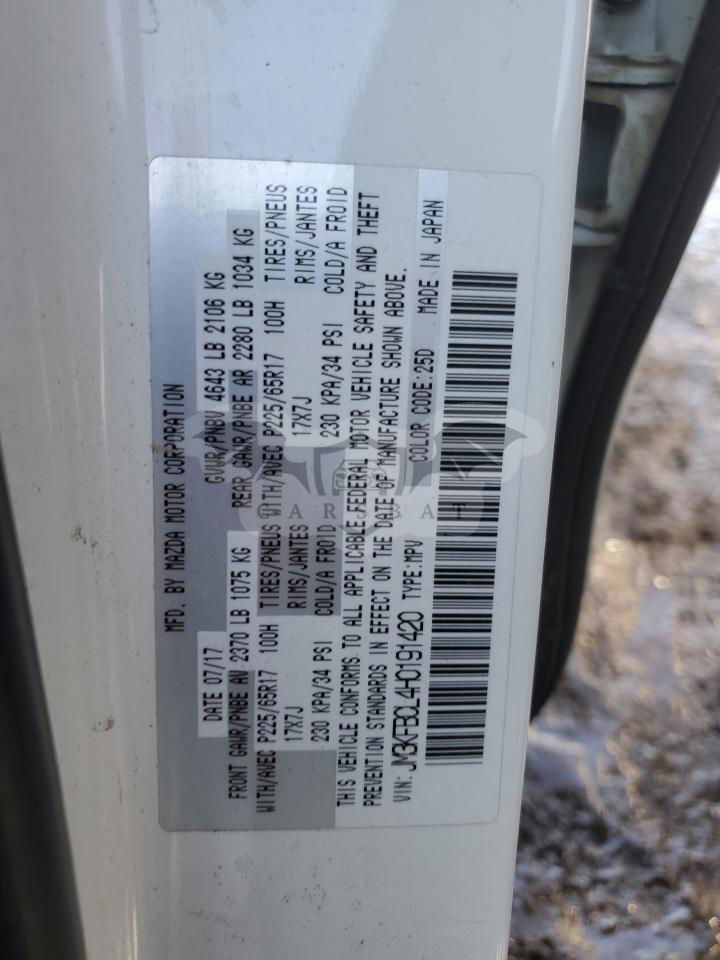 MFD. BY MAZDA MOTOR CORPORATION
DATE 07/17 GVWR/PNBV 4643 LB 2106 KG
FRONT GAWR/PNBE AV 2370 LB 1075 KG REAR GAWR/PNBE AR 2280 LB 1034 KG
WITH/AVEC P225/65R17 100H TIRES/PNEUS WITH/AVEC P225/65R17 100H TIRES/PNEUS
17X7J RIMS/JANTES 17X7J RIMS/JANTES
230 KPA/34 PSI COLD/A FROID 230 KPA/34 PSI COLD/A FROID
THIS VEHICLE CONFORMS TO ALL APPLICABLE FEDERAL MOTOR VEHICLE SAFETY AND THEFT
PREVENTION STANDARDS IN EFFECT ON THE DATE OF MANUFACTURE SHOWN ABOVE.
VIN: JM3KFBCL4H0191420 TYPE:MPV COLOR CODE:25D MADE IN JAPAN
CARSBAT